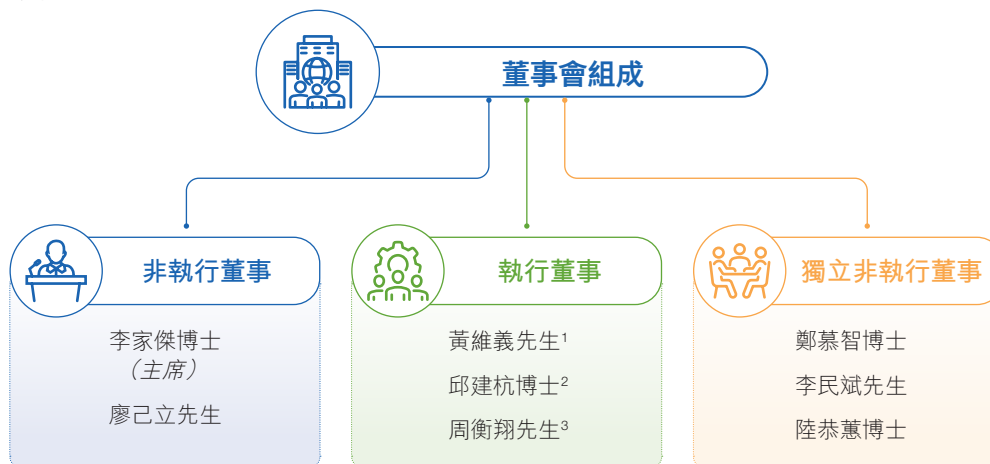 董事會組成
非執行董事
李家傑博士
（主席）
廖己立先生
執行董事
黃維義先生¹
邱建杭博士²
周衡翔先生³
獨立非執行董事
鄭慕智博士
李民斌先生
陸恭蕙博士